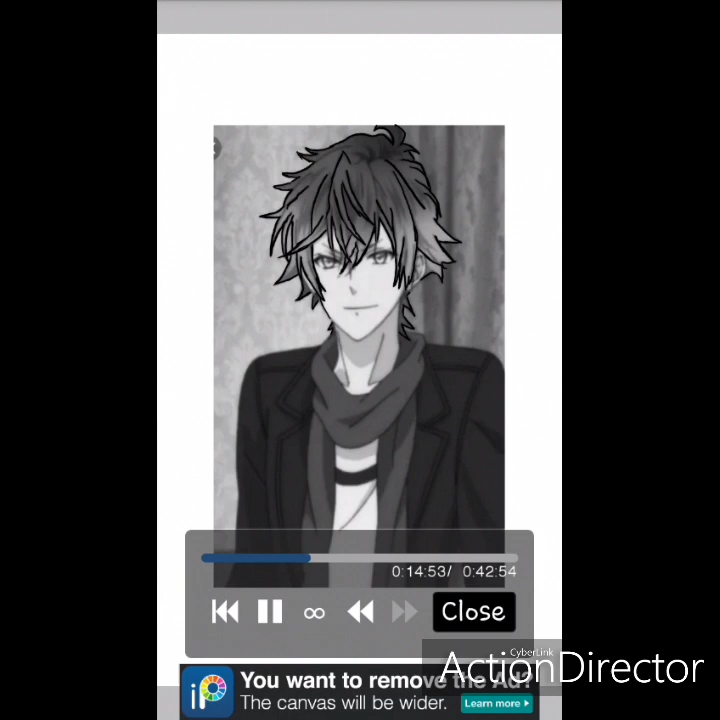 0:14:53/ 0:42:54
Close
CyberLink
ActionDirector
iP
You want to remove the Ad?
The canvas will be wider.
Learn more